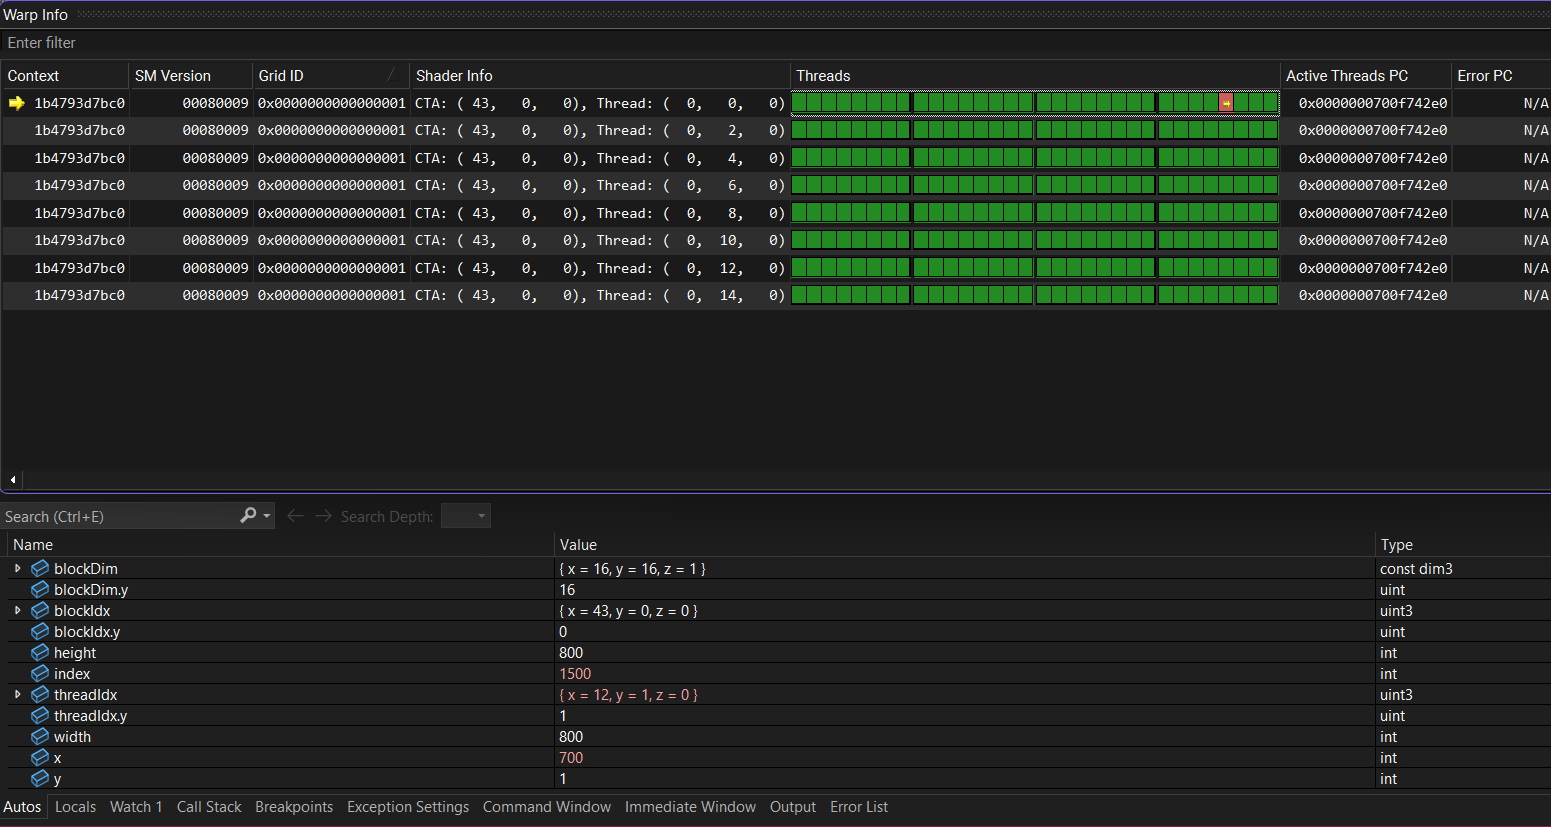 Warp Info
Enter filter
Context SM Version Grid ID Shader Info Threads Active Threads PC Error PC
1b4793d7bc0 00080009 0x0000000000000001 CTA: ( 43, 0, 0), Thread: ( 0, 0, 0) 0x0000000700f742e0 N/A
1b4793d7bc0 00080009 0x0000000000000001 CTA: ( 43, 0, 0), Thread: ( 0, 2, 0) 0x0000000700f742e0 N/A
1b4793d7bc0 00080009 0x0000000000000001 CTA: ( 43, 0, 0), Thread: ( 0, 4, 0) 0x0000000700f742e0 N/A
1b4793d7bc0 00080009 0x0000000000000001 CTA: ( 43, 0, 0), Thread: ( 0, 6, 0) 0x0000000700f742e0 N/A
1b4793d7bc0 00080009 0x0000000000000001 CTA: ( 43, 0, 0), Thread: ( 0, 8, 0) 0x0000000700f742e0 N/A
1b4793d7bc0 00080009 0x0000000000000001 CTA: ( 43, 0, 0), Thread: ( 0, 10, 0) 0x0000000700f742e0 N/A
1b4793d7bc0 00080009 0x0000000000000001 CTA: ( 43, 0, 0), Thread: ( 0, 12, 0) 0x0000000700f742e0 N/A
1b4793d7bc0 00080009 0x0000000000000001 CTA: ( 43, 0, 0), Thread: ( 0, 14, 0) 0x0000000700f742e0 N/A
Search (Ctrl+E) Search Depth:
Name Value Type
blockDim { x = 16, y = 16, z = 1 } const dim3
blockDim.y 16 uint
blockIdx { x = 43, y = 0, z = 0 } uint3
blockIdx.y 0 uint
height 800 int
index 1500 int
threadIdx { x = 12, y = 1, z = 0 } uint3
threadIdx.y 1 uint
width 800 int
x 700 int
y 1 int
Autos Locals Watch 1 Call Stack Breakpoints Exception Settings Command Window Immediate Window Output Error List